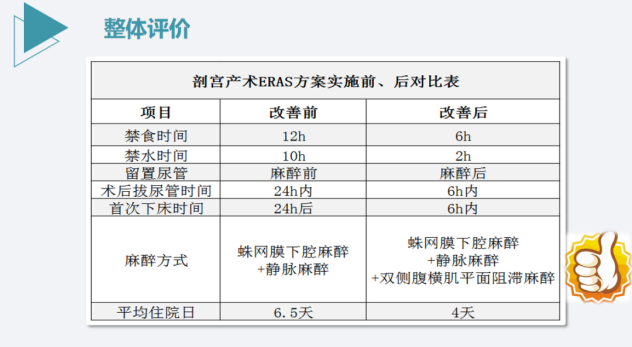 整体评价
剖宫产术ERAS方案实施前、后对比表
项目 改善前 改善后
禁食时间 12h 6h
禁水时间 10h 2h
留置尿管 麻醉前 麻醉后
术后拔尿管时间 24h内 6h内
首次下床时间 24h后 6h内
麻醉方式 蛛网膜下腔麻醉 蛛网膜下腔麻醉
+静脉麻醉 +静脉麻醉
+双侧腹横肌平面阻滞麻醉
平均住院日 6.5天 4天